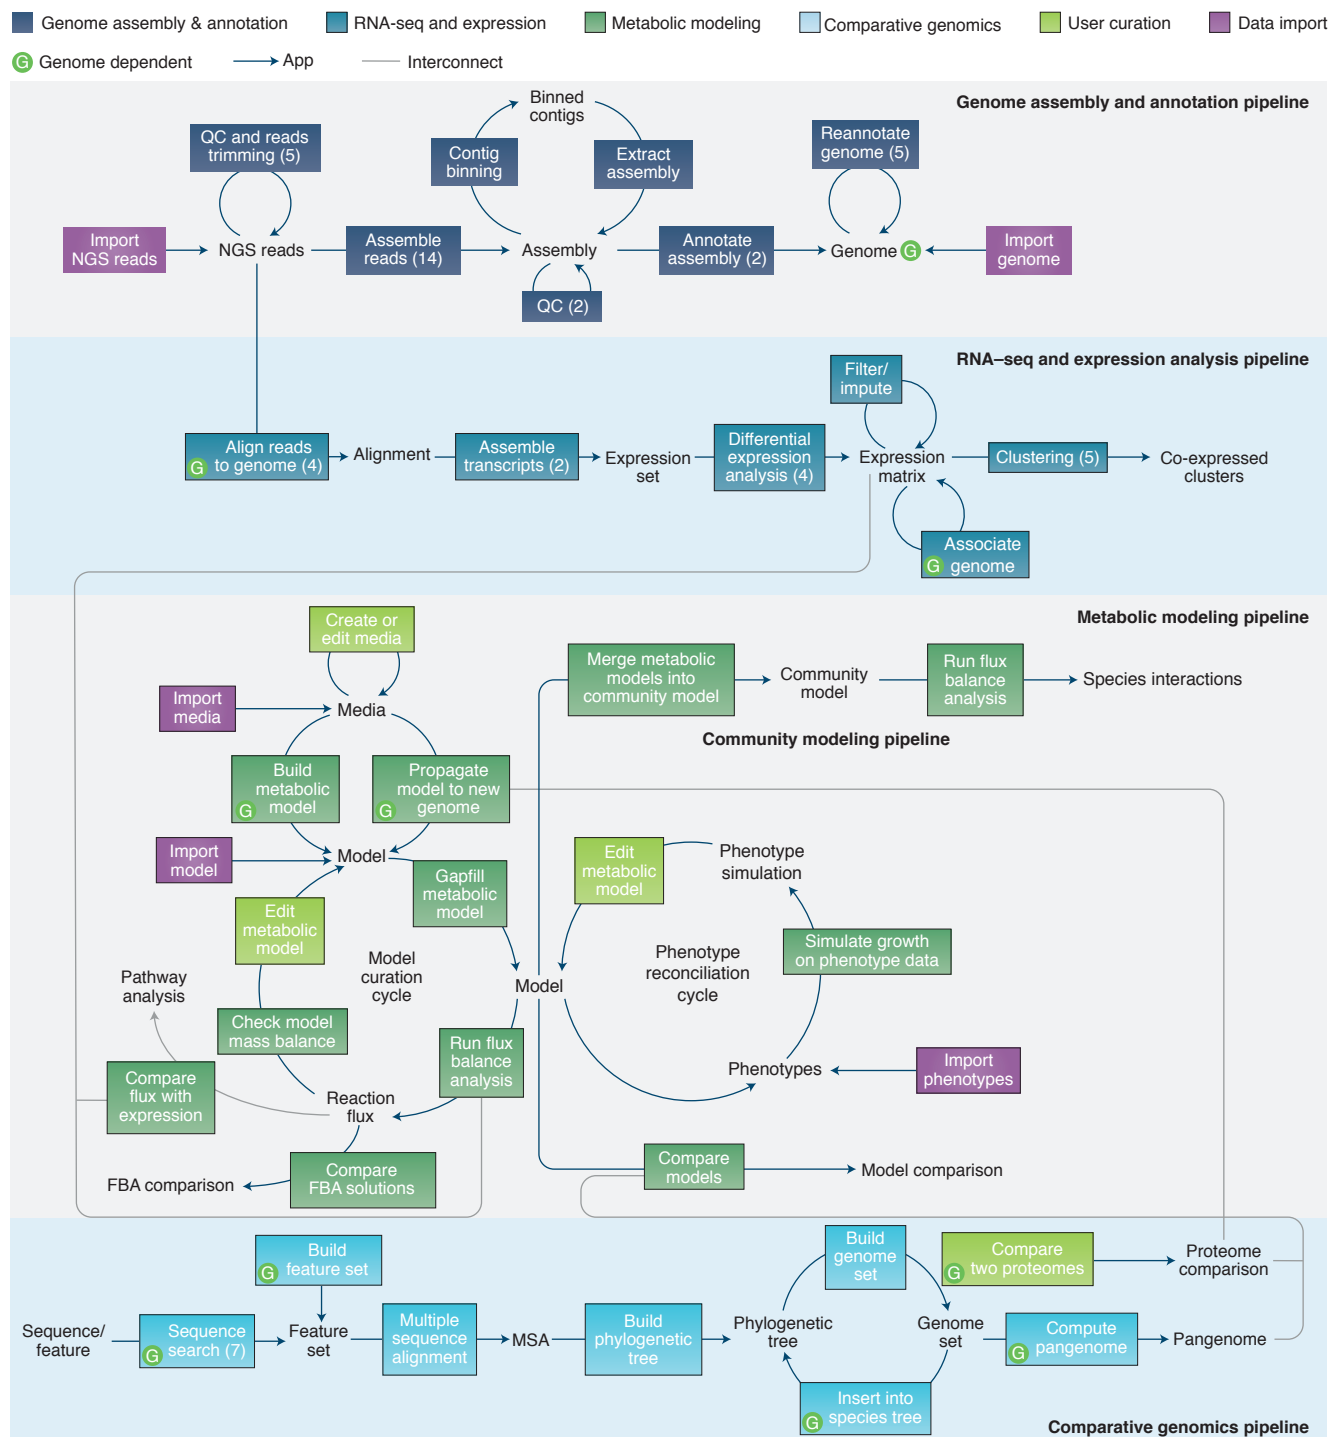 Genome assembly & annotation
RNA-seq and expression
Metabolic modeling
Comparative genomics
User curation
Data import
G Genome dependent
App
Interconnect
Genome assembly and annotation pipeline
Binned
contigs
QC and reads
trimming (5)
Contig
binning
Extract
assembly
Reannotate
genome (5)
Import
NGS reads
NGS reads
Assemble
reads (14)
Assembly
Annotate
assembly (2)
Genome G
Import
genome
QC (2)
RNA–seq and expression analysis pipeline
Filter/
impute
G Align reads
to genome (4)
Alignment
Assemble
transcripts (2)
Expression
set
Differential
expression
analysis (4)
Expression
matrix
Clustering (5)
Co-expressed
clusters
G Associate
genome
Metabolic modeling pipeline
Create or
edit media
Import
media
Media
Merge metabolic
models into
community model
Community
model
Run flux
balance
analysis
Species interactions
Community modeling pipeline
Build
metabolic
G model
Propagate
model to new
G genome
Import
model
Model
Gapfill
metabolic
model
Edit
metabolic
model
Model
curation
cycle
Edit
metabolic
model
Phenotype
simulation
Phenotype
reconciliation
cycle
Simulate growth
on phenotype data
Pathway
analysis
Model
Check model
mass balance
Run flux
balance
analysis
Phenotypes
Import
phenotypes
Compare
flux with
expression
Reaction
flux
FBA comparison
Compare
FBA solutions
Compare
models
Model comparison
Build
G feature set
Build
genome
set
Compare
G two proteomes
Proteome
comparison
Sequence/
feature
Sequence
G search (7)
Feature
set
Multiple
sequence
alignment
MSA
Build
phylogenetic
tree
Phylogenetic
tree
Genome
set
Compute
G pangenome
Pangenome
Insert into
G species tree
Comparative genomics pipeline